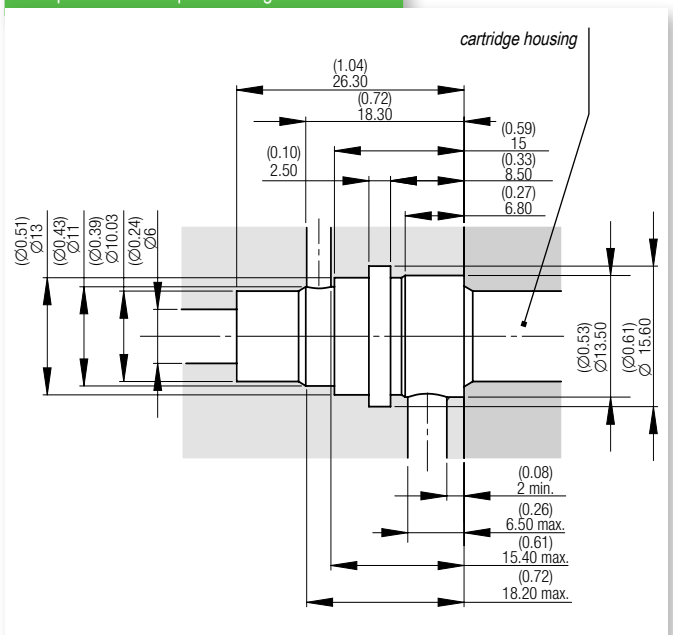 cartridge housing
(1.04)
26.30
(0.72)
18.30
(0.59)
15
(0.10)
2.50
(0.33)
8.50
(0.27)
6.80
(Ø0.51)
Ø13
(Ø0.43)
Ø11
(Ø0.39)
Ø10.03
(Ø0.24)
Ø6
(Ø0.53)
Ø13.50
(Ø0.61)
Ø 15.60
(0.08)
2 min.
(0.26)
6.50 max.
(0.61)
15.40 max.
(0.72)
18.20 max.